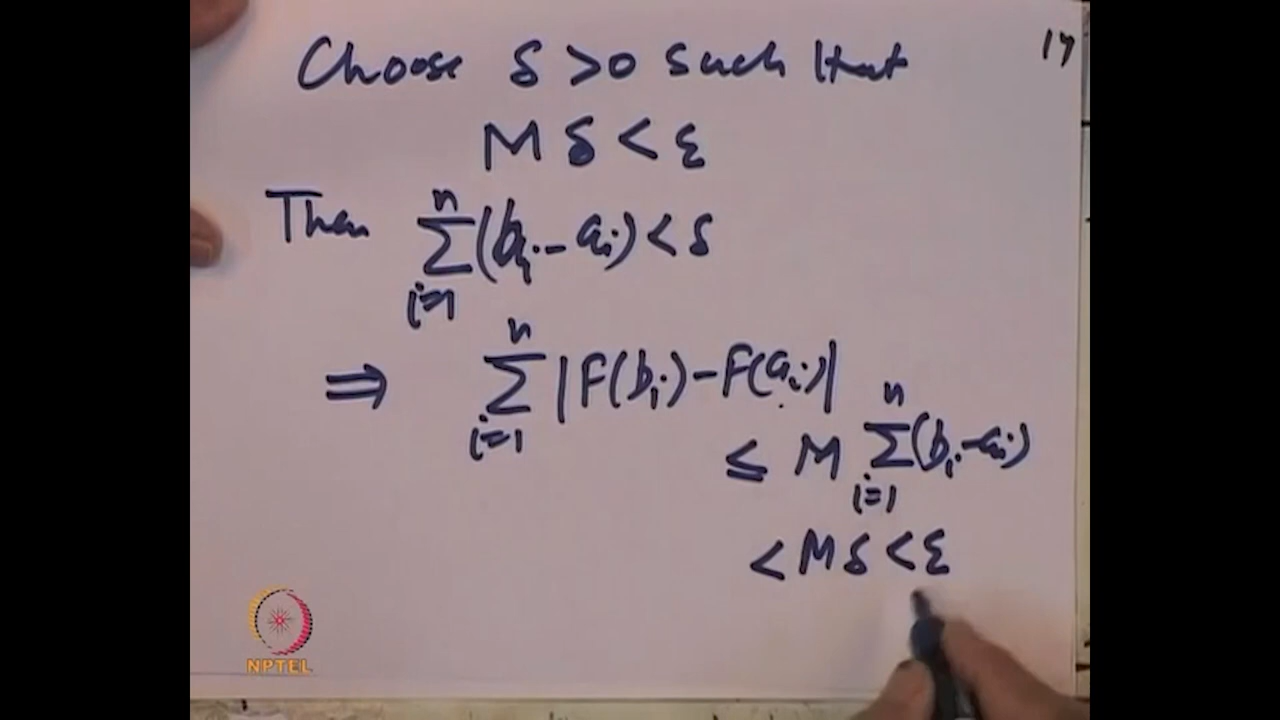 Choose δ > 0 such that
17
M δ < ε
Then ∑_{i=1}^{n} (b_i - a_i) < δ
⇒ ∑_{i=1}^{n} |F(b_i) - F(a_i)|
≤ M ∑_{i=1}^{n} (b_i - a_i)
< M δ < ε
NPTEL